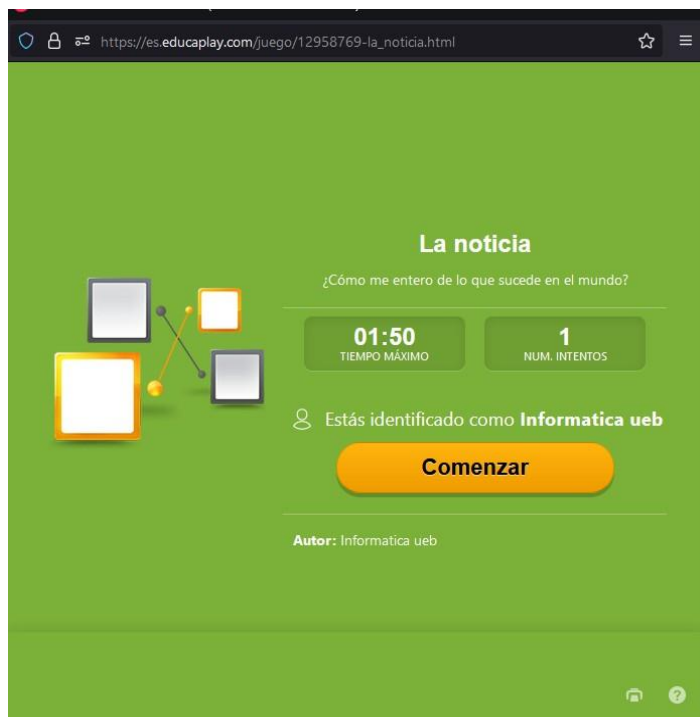 https://es.educaplay.com/juego/12958769-la_noticia.html
La noticia
¿Cómo me entero de lo que sucede en el mundo?
01:50
TIEMPO MÁXIMO
1
NUM. INTENTOS
Estás identificado como Informatica ueb
Comenzar
Autor: Informatica ueb
?